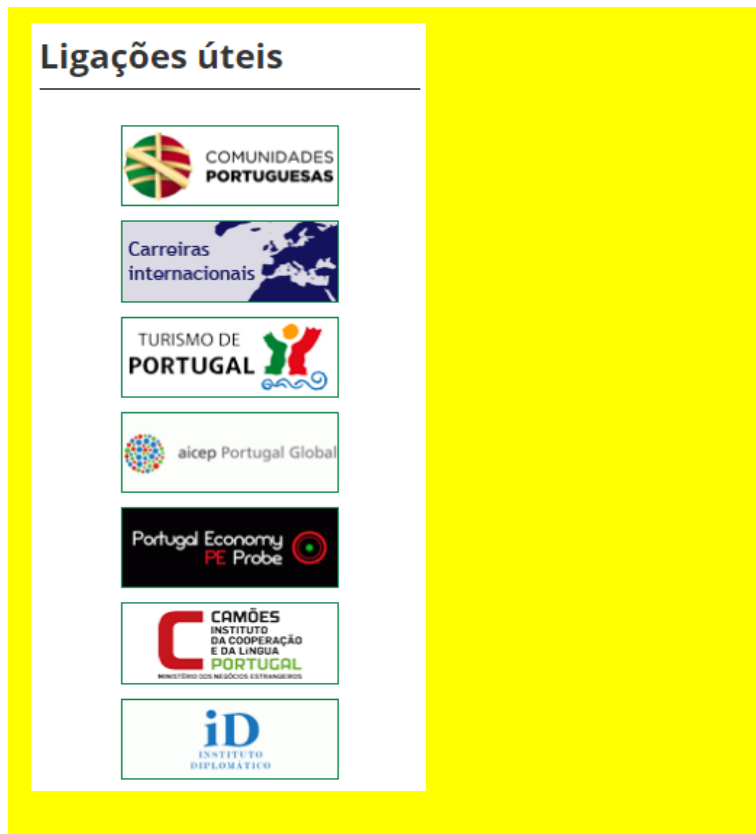 Ligações úteis
COMUNIDADES
PORTUGUESAS
Carreiras
internacionais
TURISMO DE
PORTUGAL
aicep Portugal Global
Portugal Economy
PE Probe
CAMÕES
INSTITUTO
DA COOPERAÇÃO
E DA LÍNGUA
PORTUGAL
MINISTÉRIO DOS NEGÓCIOS ESTRANGEIROS
iD
INSTITUTO
DIPLOMÁTICO